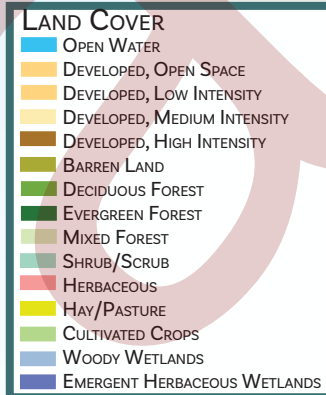 Land Cover
Open Water
Developed, Open Space
Developed, Low Intensity
Developed, Medium Intensity
Developed, High Intensity
Barren Land
Deciduous Forest
Evergreen Forest
Mixed Forest
Shrub/Scrub
Herbaceous
Hay/Pasture
Cultivated Crops
Woody Wetlands
Emergent Herbaceous Wetlands